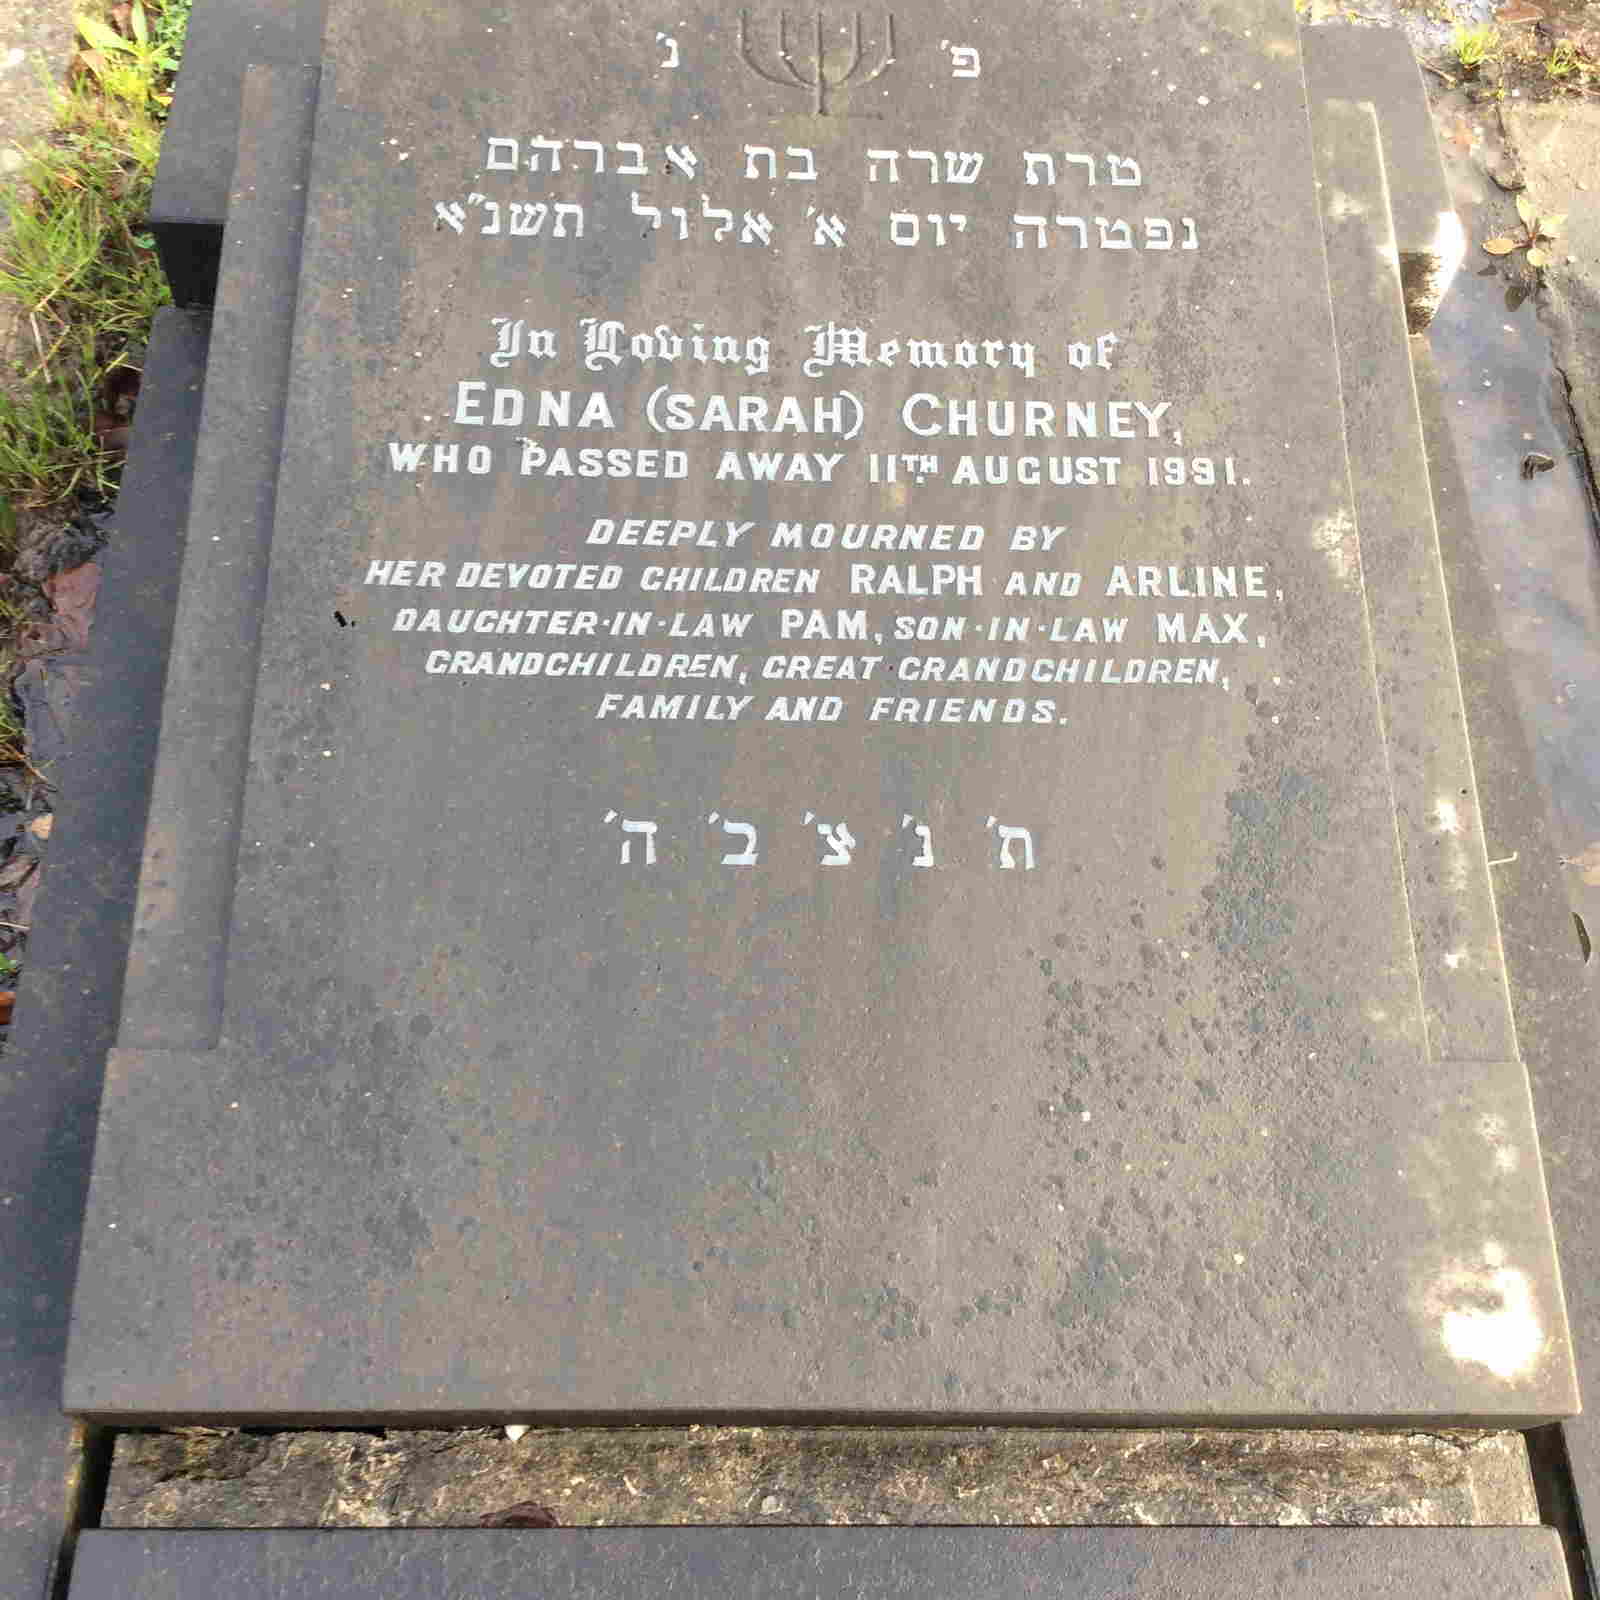 פ' נ'
טרת שרה בת אברהם
נפטרה יום א' אלול תשנ"א
In Loving Memory of
EDNA (SARAH) CHURNEY,
WHO PASSED AWAY 11TH AUGUST 1991.
DEEPLY MOURNED BY
HER DEVOTED CHILDREN RALPH AND ARLINE,
DAUGHTER·IN·LAW PAM, SON·IN·LAW MAX,
GRANDCHILDREN, GREAT GRANDCHILDREN,
FAMILY AND FRIENDS.
ת' נ' צ' ב' ה'